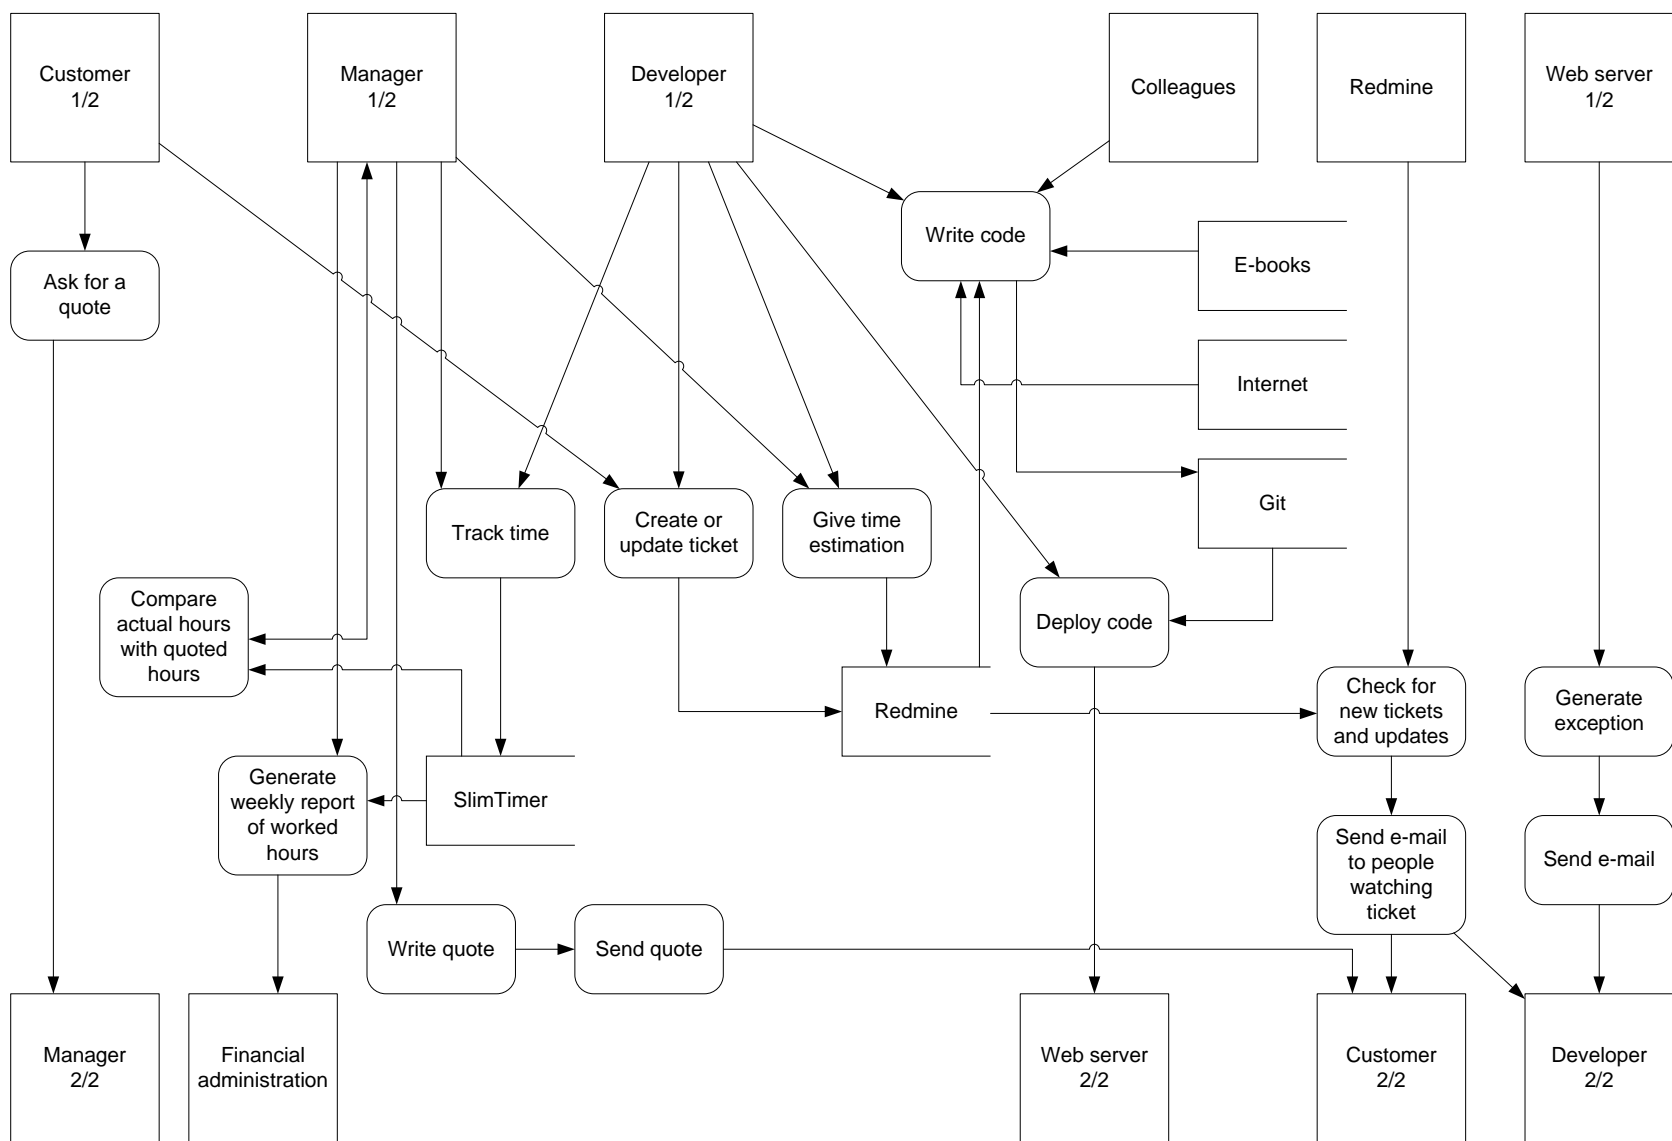 Customer
1/2
Manager
1/2
Developer
1/2
Colleagues
Redmine
Web server
1/2
Write code
E-books
Ask for a
quote
Internet
Git
Track time
Create or
update ticket
Give time
estimation
Compare
actual hours
with quoted
hours
Deploy code
Redmine
Check for
new tickets
and updates
Generate
exception
Generate
weekly report
of worked
hours
SlimTimer
Send e-mail
to people
watching
ticket
Send e-mail
Write quote
Send quote
Manager
2/2
Financial
administration
Web server
2/2
Customer
2/2
Developer
2/2